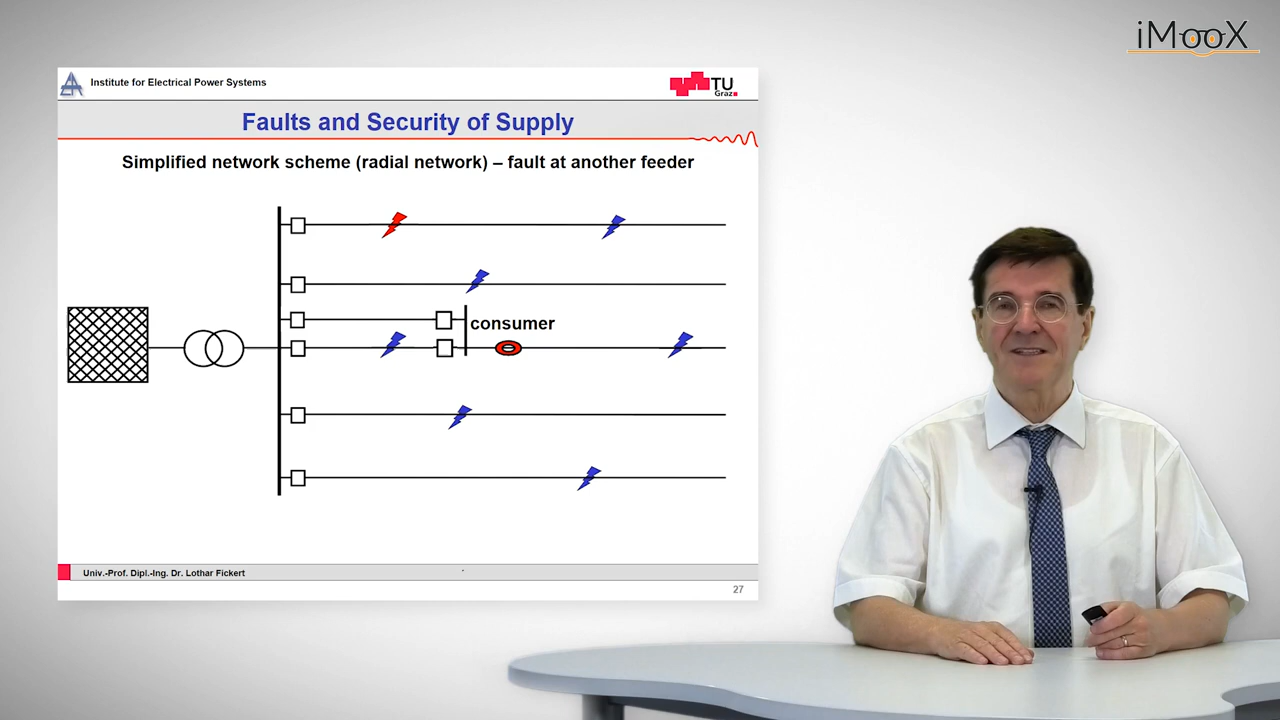 iMooX
Institute for Electrical Power Systems
TU
Graz
Faults and Security of Supply
Simplified network scheme (radial network) – fault at another feeder
consumer
Univ.-Prof. Dipl.-Ing. Dr. Lothar Fickert
27